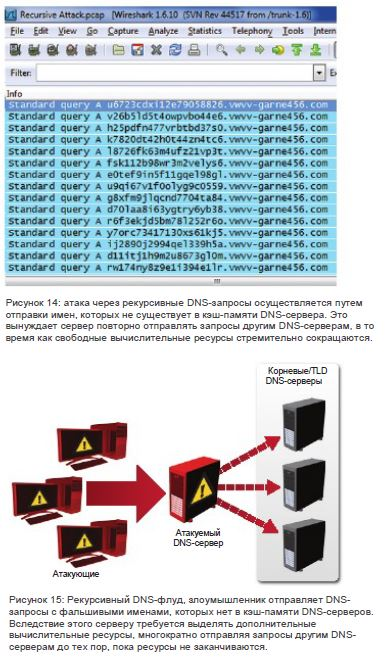 Recursive Attack.pcap [Wireshark 1.6.10 (SVN Rev 44517 from /trunk-1.6)]
File Edit View Go Capture Analyze Statistics Telephony Tools Intern
Filter:
Info
Standard query A u6723cdxi12e79058826.vwvv-garne456.com
Standard query A v26b5ld5t4owpvbo44e6.vwvv-garne456.com
Standard query A h25pdfn477vrbtbd37s0.vwvv-garne456.com
Standard query A k7820dt42h0t44zn4tc6.vwvv-garne456.com
Standard query A l8726fk63m4ufz21vp3t.vwvv-garne456.com
Standard query A fsk112b98wr3m2velys6.vwvv-garne456.com
Standard query A e0tef9in5f11gqel98gl.vwvv-garne456.com
Standard query A u9qi67v1f0olyg9c0559.vwvv-garne456.com
Standard query A g8xfm9jlqcnd7704ta84.vwvv-garne456.com
Standard query A d70laa8i63ygtry6yb38.vwvv-garne456.com
Standard query A r6f3ekjd5bm78l252r6o.vwvv-garne456.com
Standard query A y7orc73417130xs61kj5.vwvv-garne456.com
Standard query A ij2890j2994qel339h5a.vwvv-garne456.com
Standard query A d11itj1h9m2u8673gl0m.vwvv-garne456.com
Standard query A rw174ny8z9e1i394e1lr.vwvv-garne456.com
Рисунок 14: атака через рекурсивные DNS-запросы осуществляется путем
отправки имен, которых не существует в кэш-памяти DNS-сервера. Это
вынуждает сервер повторно отправлять запросы другим DNS-серверам, в то
время как свободные вычислительные ресурсы стремительно сокращаются.
Корневые/TLD
DNS-серверы
Атакуемый
DNS-сервер
Атакующие
Рисунок 15: Рекурсивный DNS-флуд, злоумышленник отправляет DNS-
запросы с фальшивыми именами, которых нет в кэш-памяти DNS-серверов.
Вследствие этого серверу требуется выделять дополнительные
вычислительные ресурсы, многократно отправляя запросы другим DNS-
серверам до тех пор, пока ресурсы не заканчиваются.